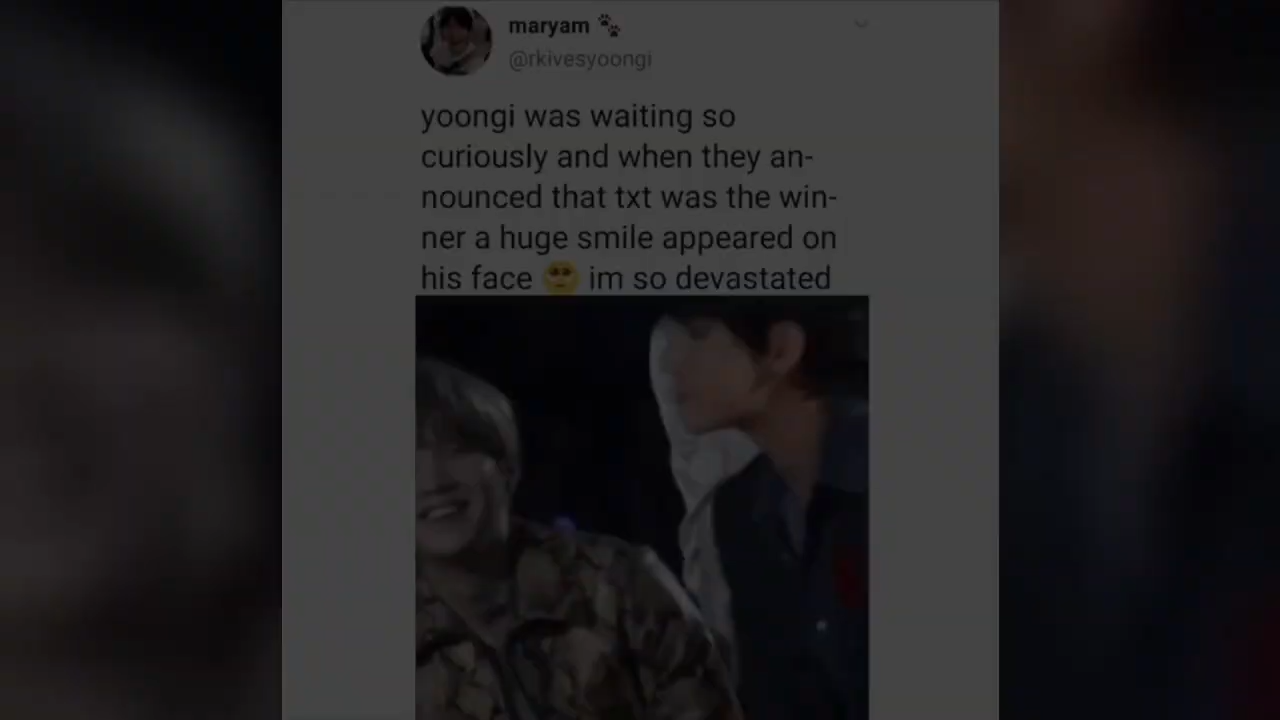 maryam 🐾
@rkivesyoongi
yoongi was waiting so
curiously and when they an-
nounced that txt was the win-
ner a huge smile appeared on
his face 🥺 im so devastated